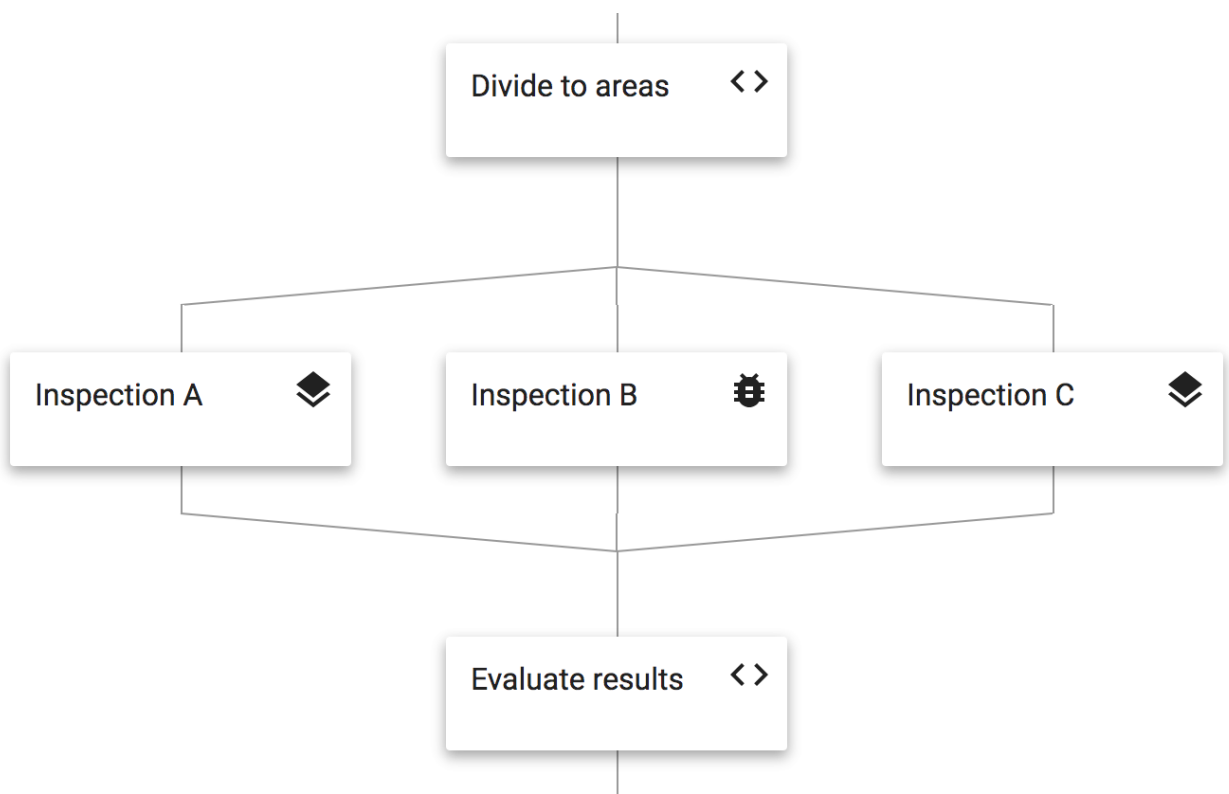 Divide to areas
Inspection A
Inspection B
Inspection C
Evaluate results